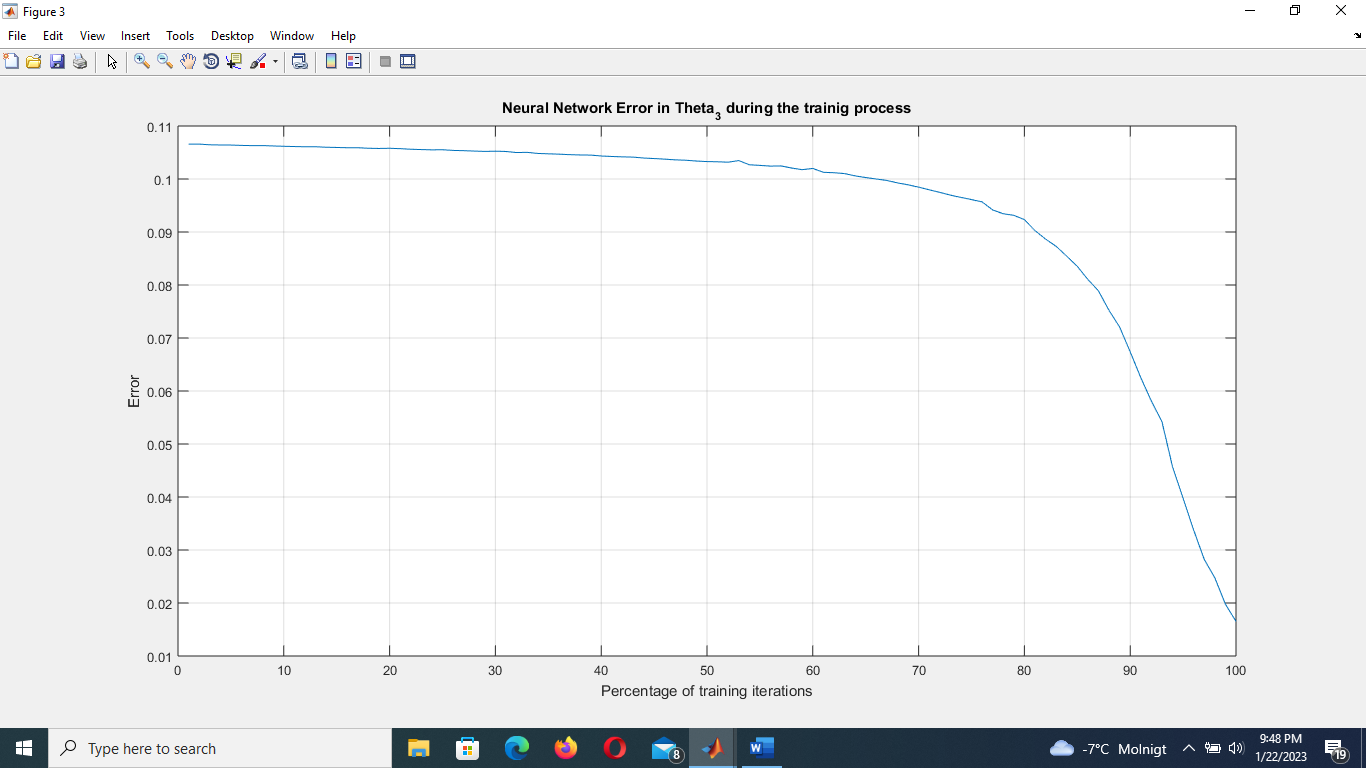 Figure 3
File Edit View Insert Tools Desktop Window Help
Neural Network Error in Theta3 during the trainig process
0.11
0.1
0.09
0.08
0.07
0.06
0.05
0.04
0.03
0.02
0.01
Error
0 10 20 30 40 50 60 70 80 90 100
Percentage of training iterations
Type here to search
8
W
-7°C Molnigt
9:48 PM
1/22/2023
19